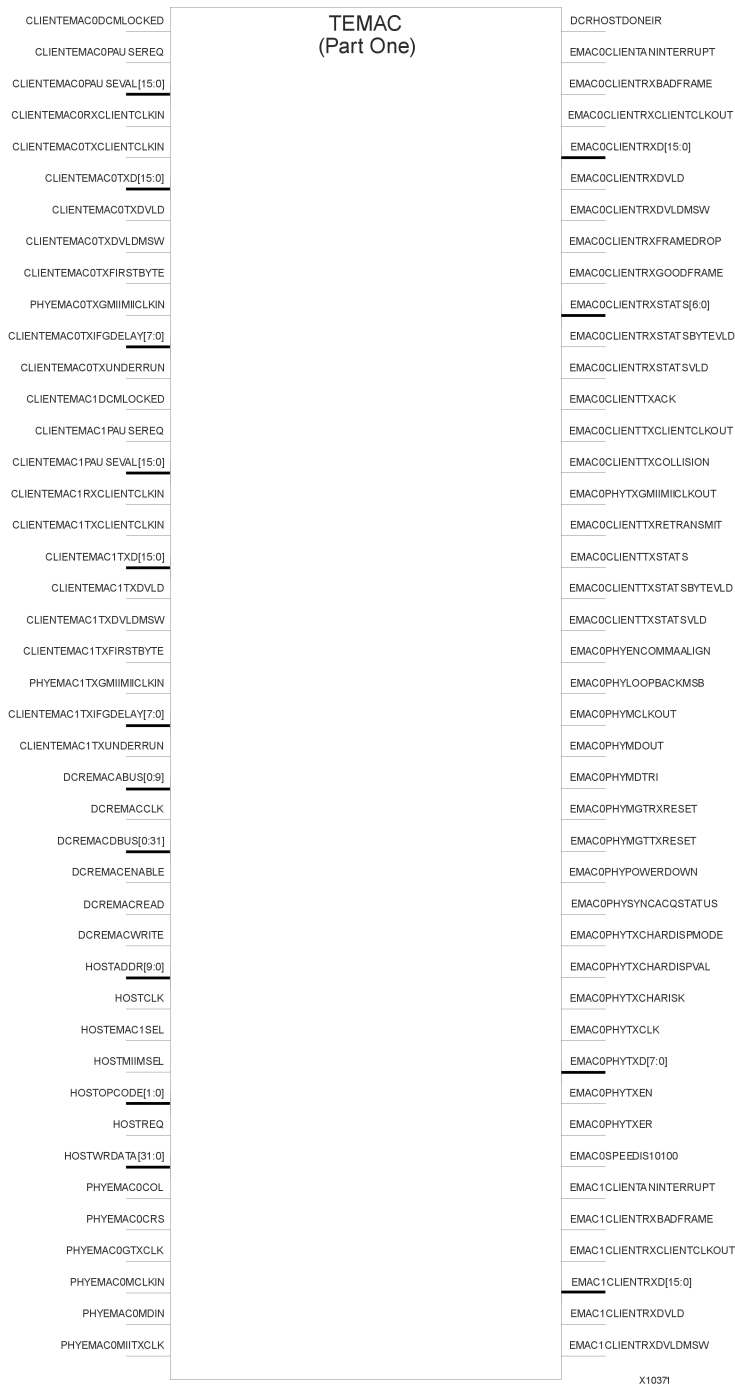 TEMAC
(Part One)
CLIENTEMAC0DCMLOCKED
CLIENTEMAC0PAUSEREQ
CLIENTEMAC0PAUSEVAL[15:0]
CLIENTEMAC0RXCLIENTCLKIN
CLIENTEMAC0TXCLIENTCLKIN
CLIENTEMAC0TXD[15:0]
CLIENTEMAC0TXDVLD
CLIENTEMAC0TXDVLDMSW
CLIENTEMAC0TXFIRSTBYTE
PHYEMAC0TXGMIIMIICLKIN
CLIENTEMAC0TXIFGDELAY[7:0]
CLIENTEMAC0TXUNDERRUN
CLIENTEMAC1DCMLOCKED
CLIENTEMAC1PAUSEREQ
CLIENTEMAC1PAUSEVAL[15:0]
CLIENTEMAC1RXCLIENTCLKIN
CLIENTEMAC1TXCLIENTCLKIN
CLIENTEMAC1TXD[15:0]
CLIENTEMAC1TXDVLD
CLIENTEMAC1TXDVLDMSW
CLIENTEMAC1TXFIRSTBYTE
PHYEMAC1TXGMIIMIICLKIN
CLIENTEMAC1TXIFGDELAY[7:0]
CLIENTEMAC1TXUNDERRUN
DCREMACABUS[0:9]
DCREMACCLK
DCREMACDBUS[0:31]
DCREMACENABLE
DCREMACREAD
DCREMACWRITE
HOSTADDR[9:0]
HOSTCLK
HOSTEMAC1SEL
HOSTMIIMSEL
HOSTOPCODE[1:0]
HOSTREQ
HOSTWRDATA[31:0]
PHYEMAC0COL
PHYEMAC0CRS
PHYEMAC0GTXCLK
PHYEMAC0MCLKIN
PHYEMAC0MDIN
PHYEMAC0MIITXCLK
DCRHOSTDONEIR
EMAC0CLIENTANINTERRUPT
EMAC0CLIENTRXBADFRAME
EMAC0CLIENTRXCLIENTCLKOUT
EMAC0CLIENTRXD[15:0]
EMAC0CLIENTRXDVLD
EMAC0CLIENTRXDVLDMSW
EMAC0CLIENTRXFRAMEDROP
EMAC0CLIENTRXGOODFRAME
EMAC0CLIENTRXSTATS[6:0]
EMAC0CLIENTRXSTATSBYTEVLD
EMAC0CLIENTRXSTATSVLD
EMAC0CLIENTTXACK
EMAC0CLIENTTXCLIENTCLKOUT
EMAC0CLIENTTXCOLLISION
EMAC0PHYTXGMIIMIICLKOUT
EMAC0CLIENTTXRETRANSMIT
EMAC0CLIENTTXSTATS
EMAC0CLIENTTXSTATSBYTEVLD
EMAC0CLIENTTXSTATSVLD
EMAC0PHYENCOMMAALIGN
EMAC0PHYLOOPBACKMSB
EMAC0PHYMCLKOUT
EMAC0PHYMDOUT
EMAC0PHYMDTRI
EMAC0PHYMGTRXRESET
EMAC0PHYMGTTXRESET
EMAC0PHYPOWERDOWN
EMAC0PHYSYNCACQSTATUS
EMAC0PHYTXCHARDISPMODE
EMAC0PHYTXCHARDISPVAL
EMAC0PHYTXCHARISK
EMAC0PHYTXCLK
EMAC0PHYTXD[7:0]
EMAC0PHYTXEN
EMAC0PHYTXER
EMAC0SPEEDIS10100
EMAC1CLIENTANINTERRUPT
EMAC1CLIENTRXBADFRAME
EMAC1CLIENTRXCLIENTCLKOUT
EMAC1CLIENTRXD[15:0]
EMAC1CLIENTRXDVLD
EMAC1CLIENTRXDVLDMSW
X10371